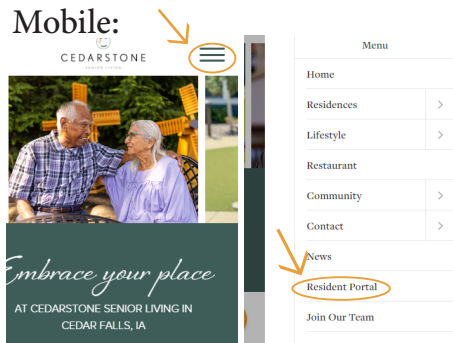 Mobile:
CEDARSTONE
SENIOR LIVING
Embrace your place
AT CEDARSTONE SENIOR LIVING IN
CEDAR FALLS, IA
Menu
Home
Residences
Lifestyle
Restaurant
Community
Contact
News
Resident Portal
Join Our Team